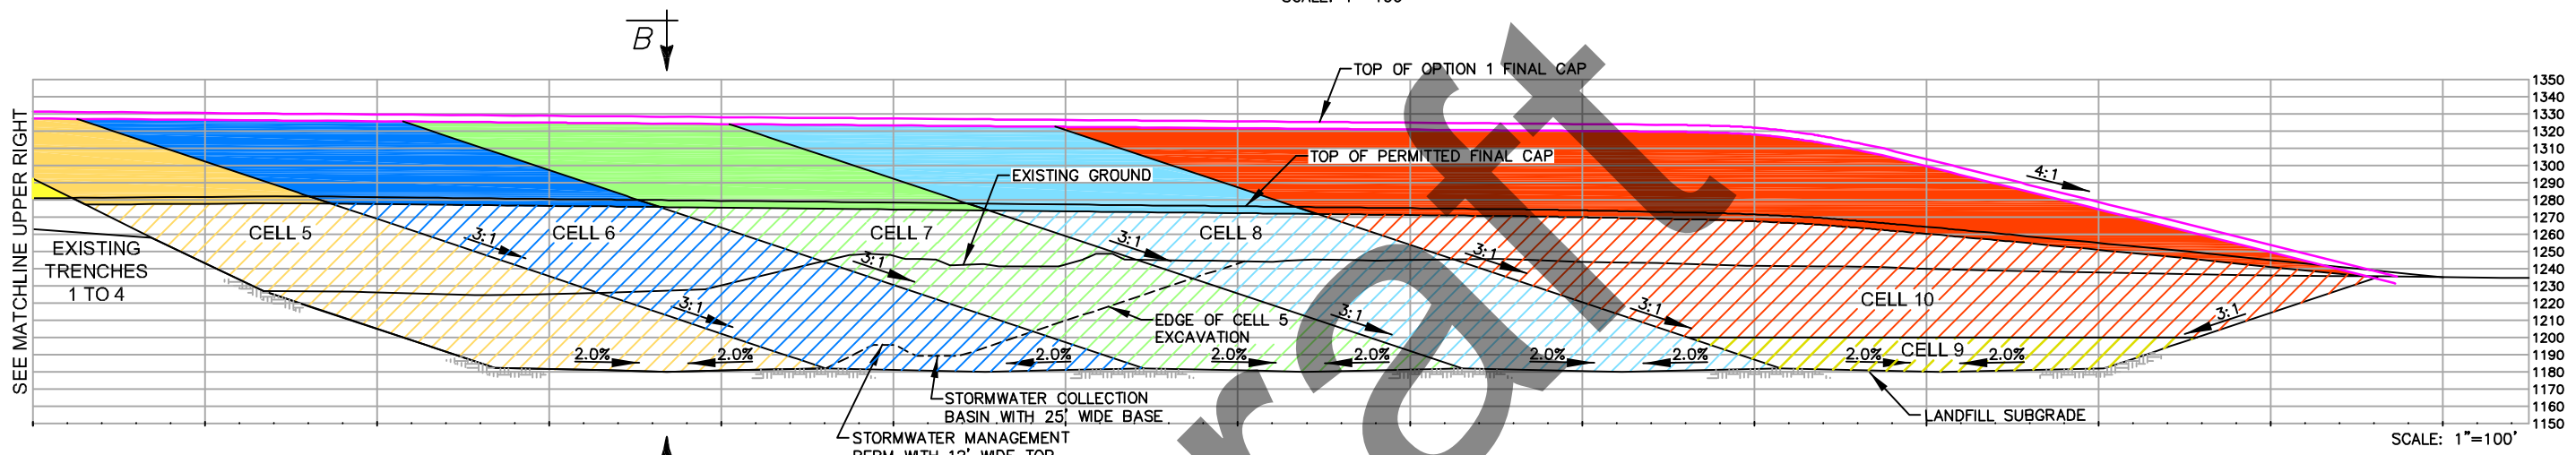 B
SEE MATCHLINE UPPER RIGHT
TOP OF OPTION 1 FINAL CAP
TOP OF PERMITTED FINAL CAP
EXISTING GROUND
4:1
EXISTING
TRENCHES
1 TO 4
CELL 5
3:1
CELL 6
3:1
CELL 7
3:1
3:1
CELL 8
3:1
3:1
3:1
CELL 10
3:1
CELL 9
EDGE OF CELL 5
EXCAVATION
2.0%
2.0%
2.0%
2.0%
2.0%
2.0%
2.0%
2.0%
2.0%
STORMWATER COLLECTION
BASIN WITH 25' WIDE BASE
STORMWATER MANAGEMENT
LANDFILL SUBGRADE
1350
1340
1330
1320
1310
1300
1290
1280
1270
1260
1250
1240
1230
1220
1210
1200
1190
1180
1170
1160
1150
SCALE: 1"=100'
raft